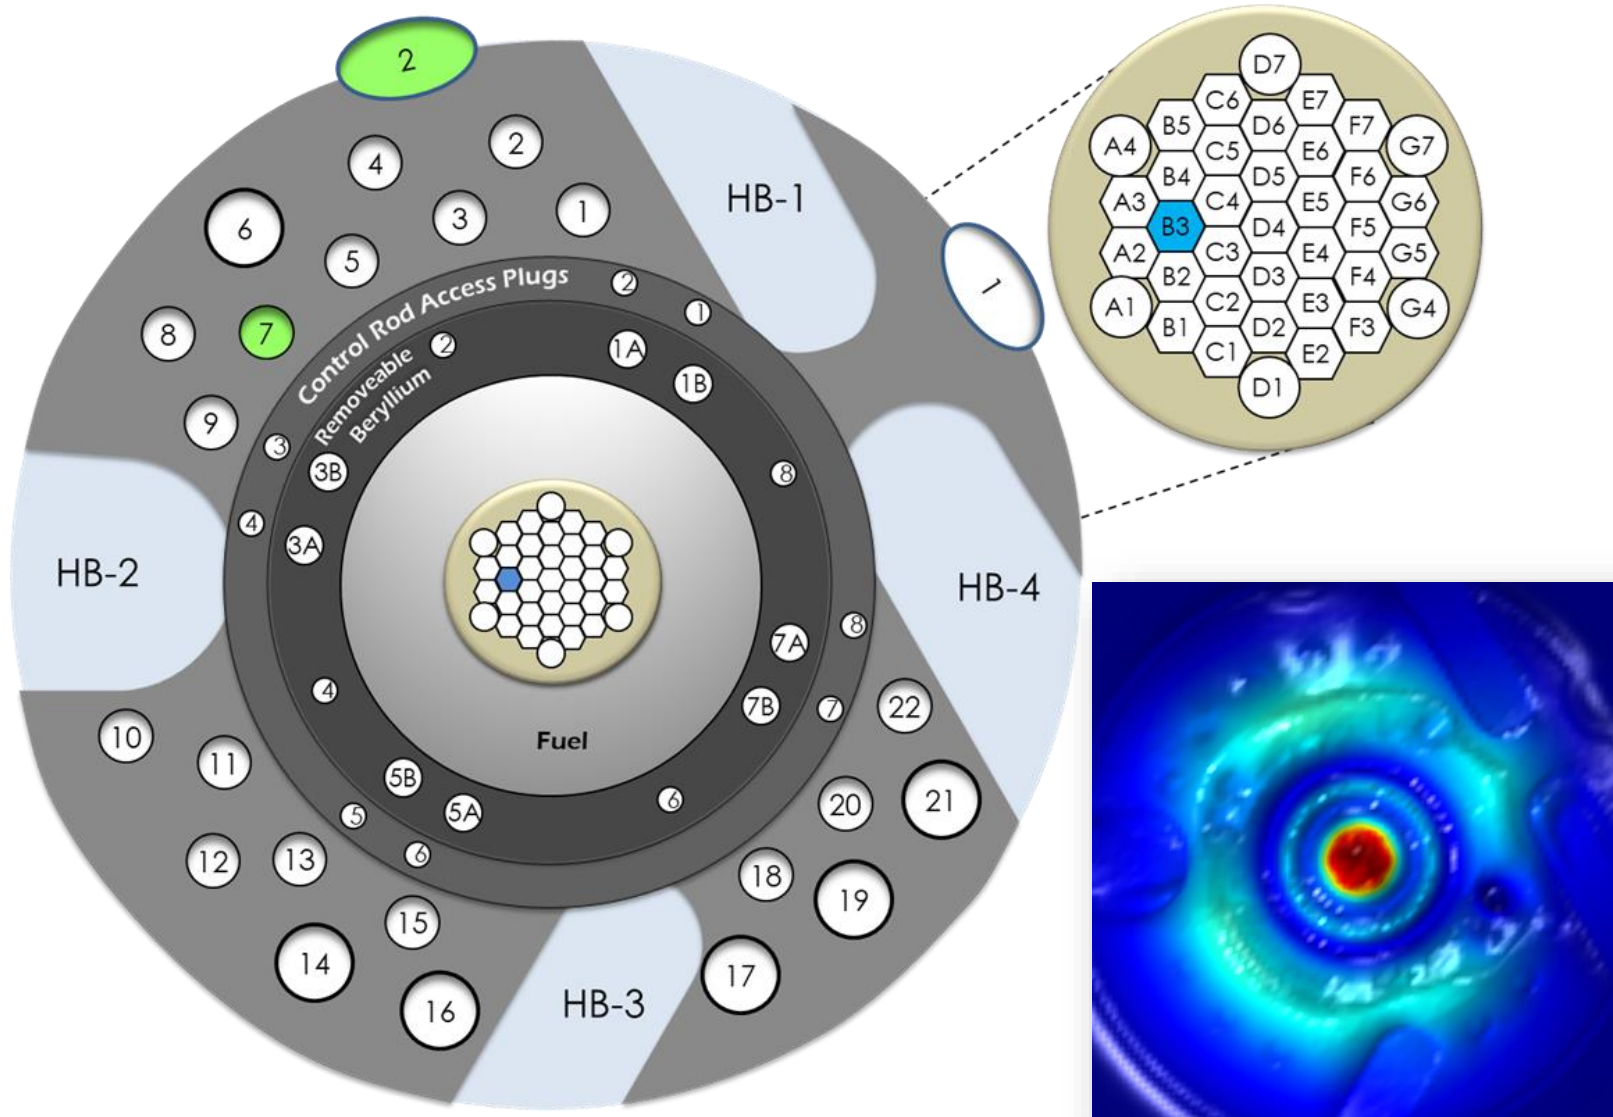 2
4
2
6
3
1
5
HB-1
1
8
7
9
Control Rod Access Plugs
2
1
3
4
8
7
5
6
Removeable
Beryllium
2
1A
1B
3B
8
3A
4
7A
7B
5B
5A
6
Fuel
HB-2
HB-4
10
11
12
13
14
15
16
HB-3
17
18
19
20
21
22
D7
C6
E7
B5
D6
F7
A4
C5
E6
G7
B4
D5
F6
A3
C4
E5
G6
B3
D4
F5
A2
C3
E4
G5
B2
D3
F4
A1
C2
E3
G4
B1
D2
F3
C1
E2
D1